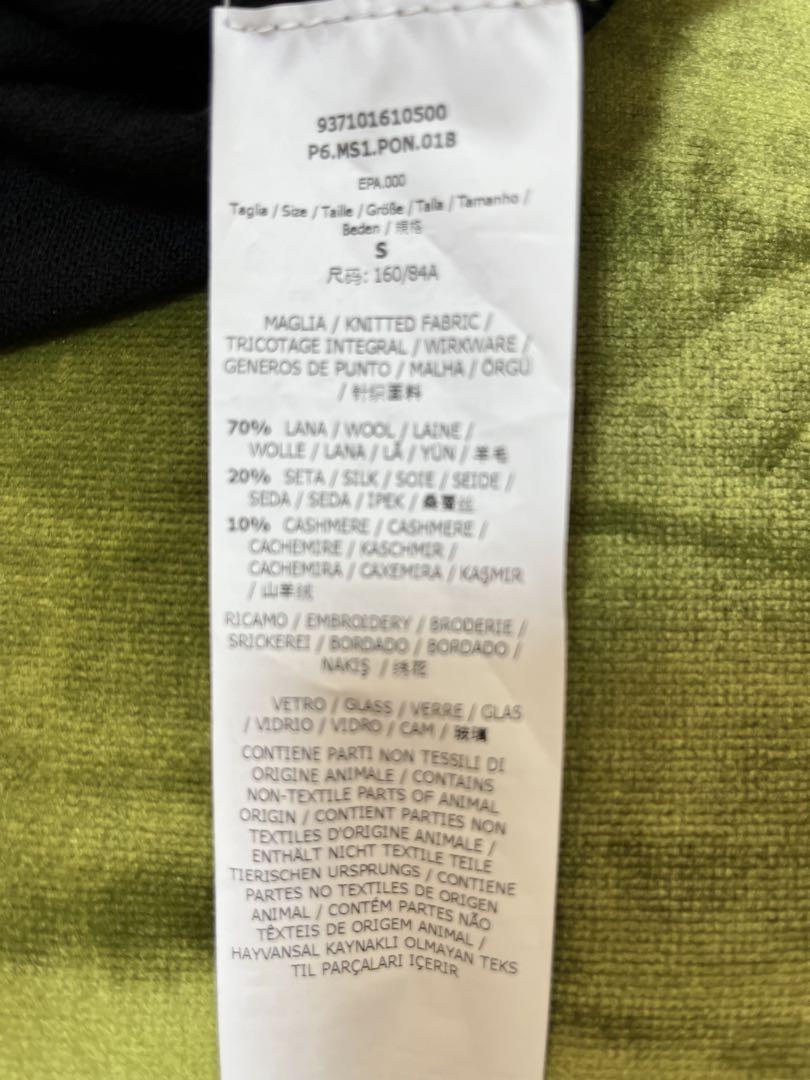 937101610500
P6.MS1.PON.01B
EPA.000
Taglia / Size / Taille / Größe / Talla / Tamanho /
Beden / 規格
S
尺码: 160/84A
MAGLIA / KNITTED FABRIC /
TRICOTAGE INTEGRAL / WIRKWARE /
GENEROS DE PUNTO / MALHA / ÖRGÜ
/ 针织面料
70% LANA / WOOL / LAINE /
WOLLE / LANA / LÃ / YÜN / 羊毛
20% SETA / SILK / SOIE / SEIDE /
SEDA / SEDA / IPEK / 桑蚕丝
10% CASHMERE / CASHMERE /
CACHEMIRE / KASCHMIR /
CACHEMIRA / CAXEMIRA / KAŞMIR
/ 山羊绒
RICAMO / EMBROIDERY / BRODERIE /
SRICKEREI / BORDADO / BORDADO /
NAKIŞ / 绣花
VETRO / GLASS / VERRE / GLAS
/ VIDRIO / VIDRO / CAM / 玻璃
CONTIENE PARTI NON TESSILI DI
ORIGINE ANIMALE / CONTAINS
NON-TEXTILE PARTS OF ANIMAL
ORIGIN / CONTIENT PARTIES NON
TEXTILES D'ORIGINE ANIMALE /
ENTHÄLT NICHT TEXTILE TEILE
TIERISCHEN URSPRUNGS / CONTIENE
PARTES NO TEXTILES DE ORIGEN
ANIMAL / CONTÉM PARTES NÃO
TÊXTEIS DE ORIGEM ANIMAL /
HAYVANSAL KAYNAKLI OLMAYAN TEKS
TIL PARÇALARI IÇERIR